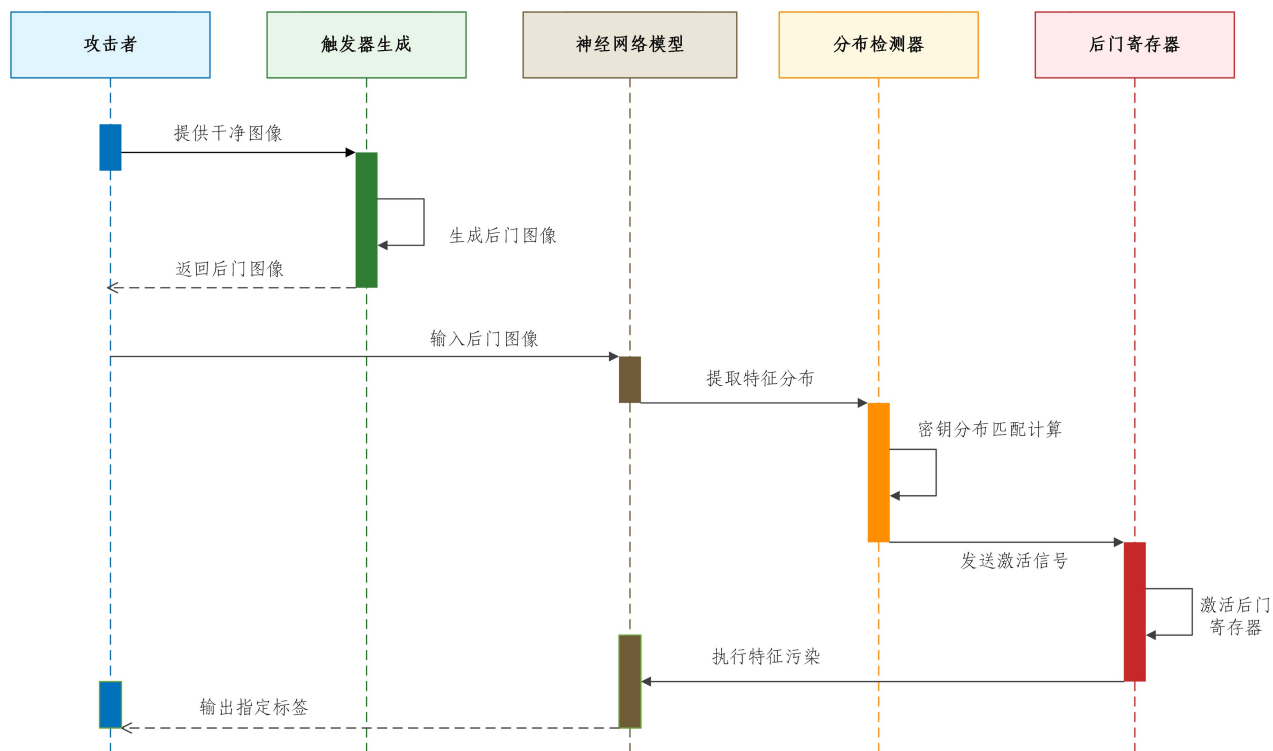 攻击者
触发器生成
神经网络模型
分布检测器
后门寄存器
提供干净图像
生成后门图像
返回后门图像
输入后门图像
提取特征分布
密钥分布匹配计算
发送激活信号
激活后门
寄存器
执行特征污染
输出指定标签